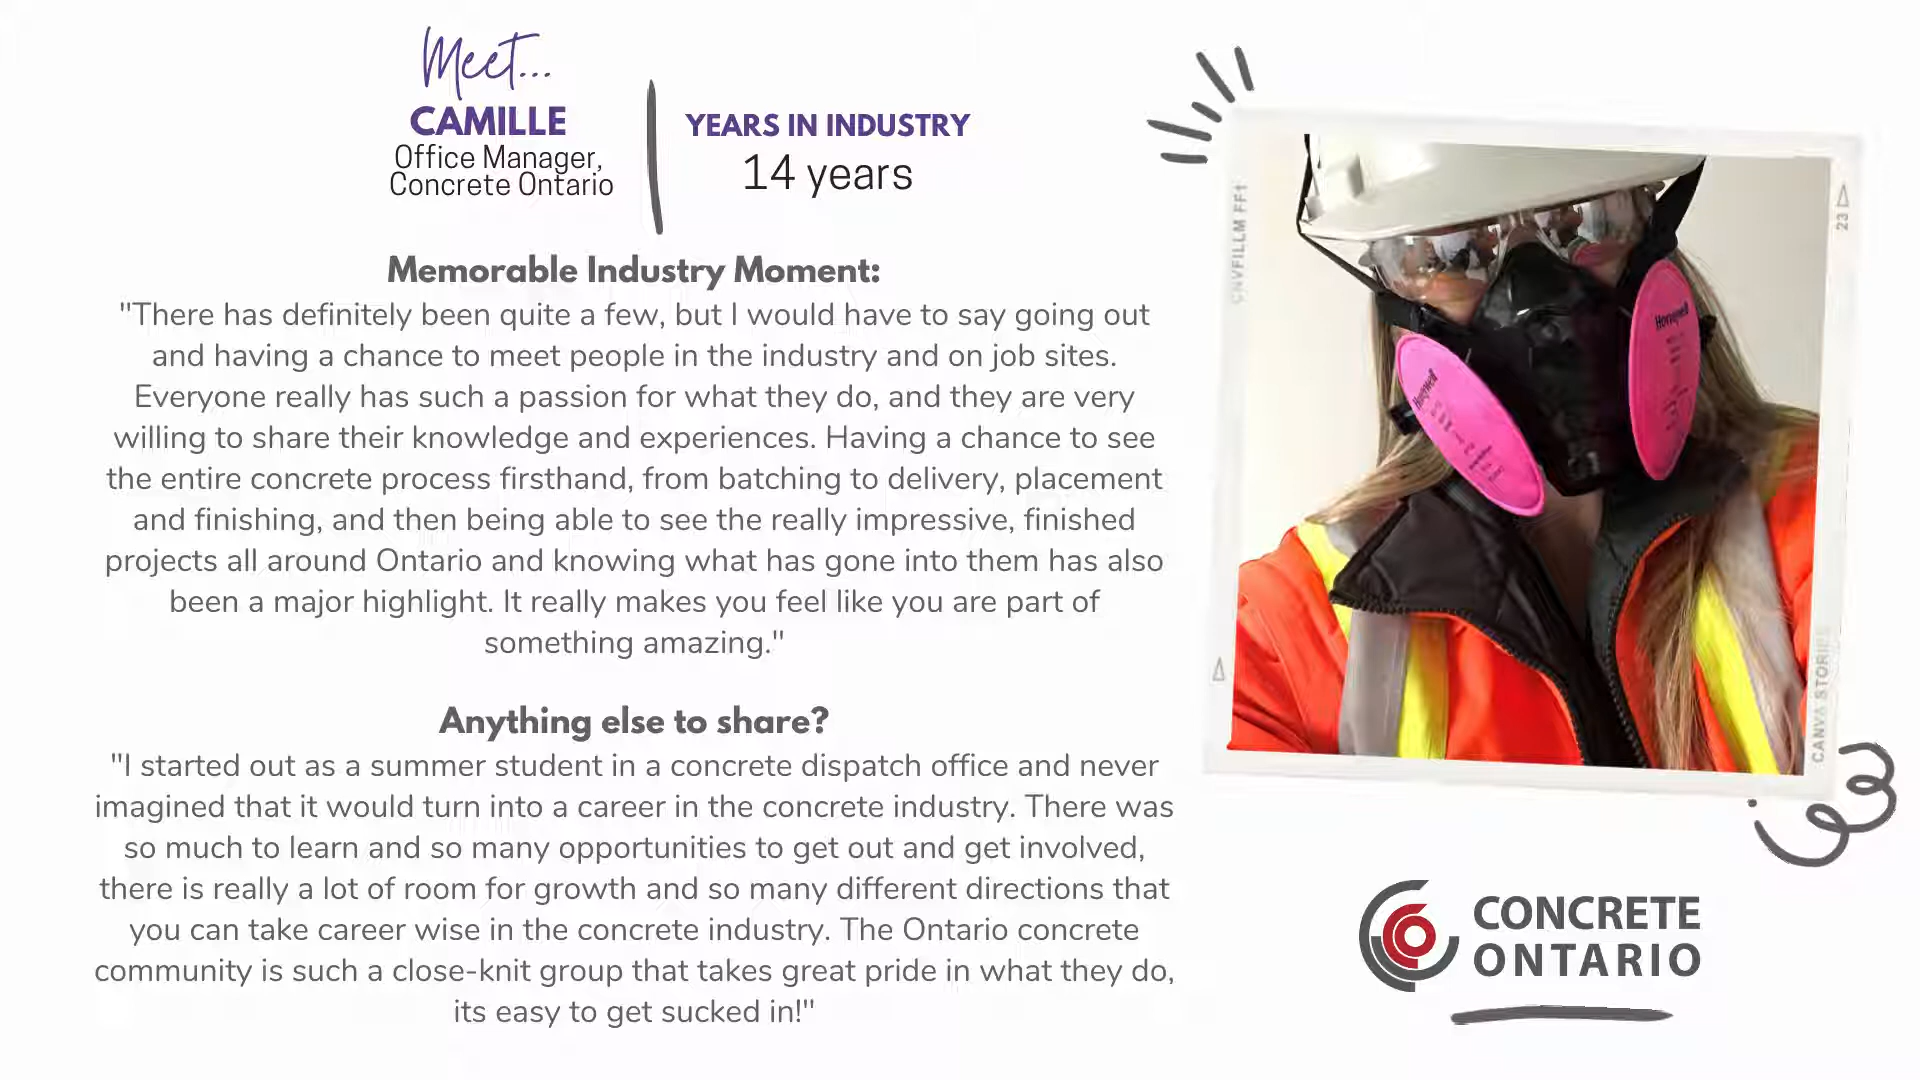 Meet...
CAMILLE
Office Manager,
Concrete Ontario
YEARS IN INDUSTRY
14 years
Memorable Industry Moment:
"There has definitely been quite a few, but I would have to say going out
and having a chance to meet people in the industry and on job sites.
Everyone really has such a passion for what they do, and they are very
willing to share their knowledge and experiences. Having a chance to see
the entire concrete process firsthand, from batching to delivery, placement
and finishing, and then being able to see the really impressive, finished
projects all around Ontario and knowing what has gone into them has also
been a major highlight. It really makes you feel like you are part of
something amazing."
Anything else to share?
"I started out as a summer student in a concrete dispatch office and never
imagined that it would turn into a career in the concrete industry. There was
so much to learn and so many opportunities to get out and get involved,
there is really a lot of room for growth and so many different directions that
you can take career wise in the concrete industry. The Ontario concrete
community is such a close-knit group that takes great pride in what they do,
its easy to get sucked in!"
CNVFILLM FF1
23
Honeywell
Honeywell
CANVA STORIES
CONCRETE
ONTARIO